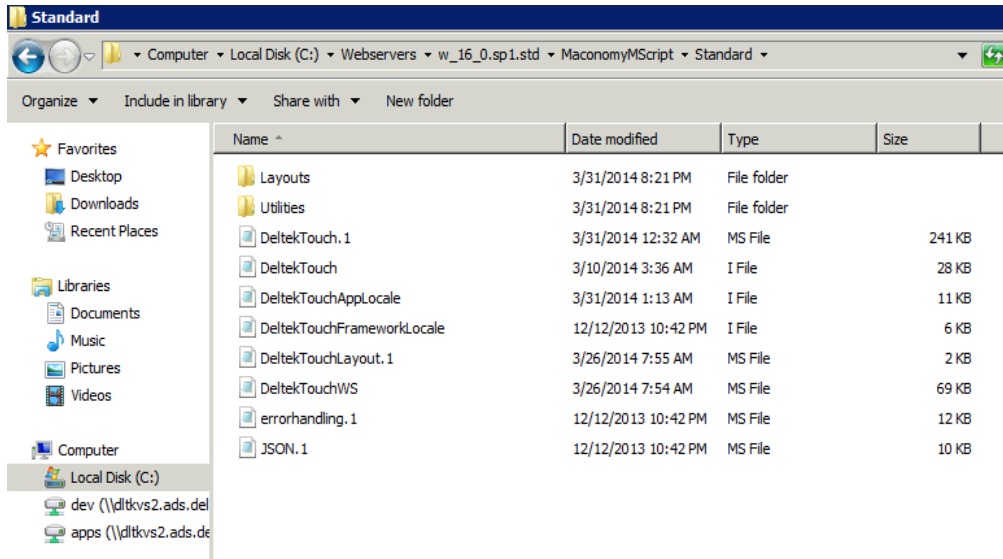 Standard
Computer Local Disk (C:) Webservers w_16_0.sp1.std MaconomyMScript Standard
Organize Include in library Share with New folder
Favorites
Desktop
Downloads
Recent Places
Libraries
Documents
Music
Pictures
Videos
Computer
Local Disk (C:)
dev (\\dltkvs2.ads.del
apps (\\dltkvs2.ads.de
Name Date modified Type Size
Layouts 3/31/2014 8:21 PM File folder
Utilities 3/31/2014 8:21 PM File folder
DeltekTouch.1 3/31/2014 12:32 AM MS File 241 KB
DeltekTouch 3/10/2014 3:36 AM I File 28 KB
DeltekTouchAppLocale 3/31/2014 1:13 AM I File 11 KB
DeltekTouchFrameworkLocale 12/12/2013 10:42 PM I File 6 KB
DeltekTouchLayout.1 3/26/2014 7:55 AM MS File 2 KB
DeltekTouchWS 3/26/2014 7:54 AM MS File 69 KB
errorhandling.1 12/12/2013 10:42 PM MS File 12 KB
JSON.1 12/12/2013 10:42 PM MS File 10 KB